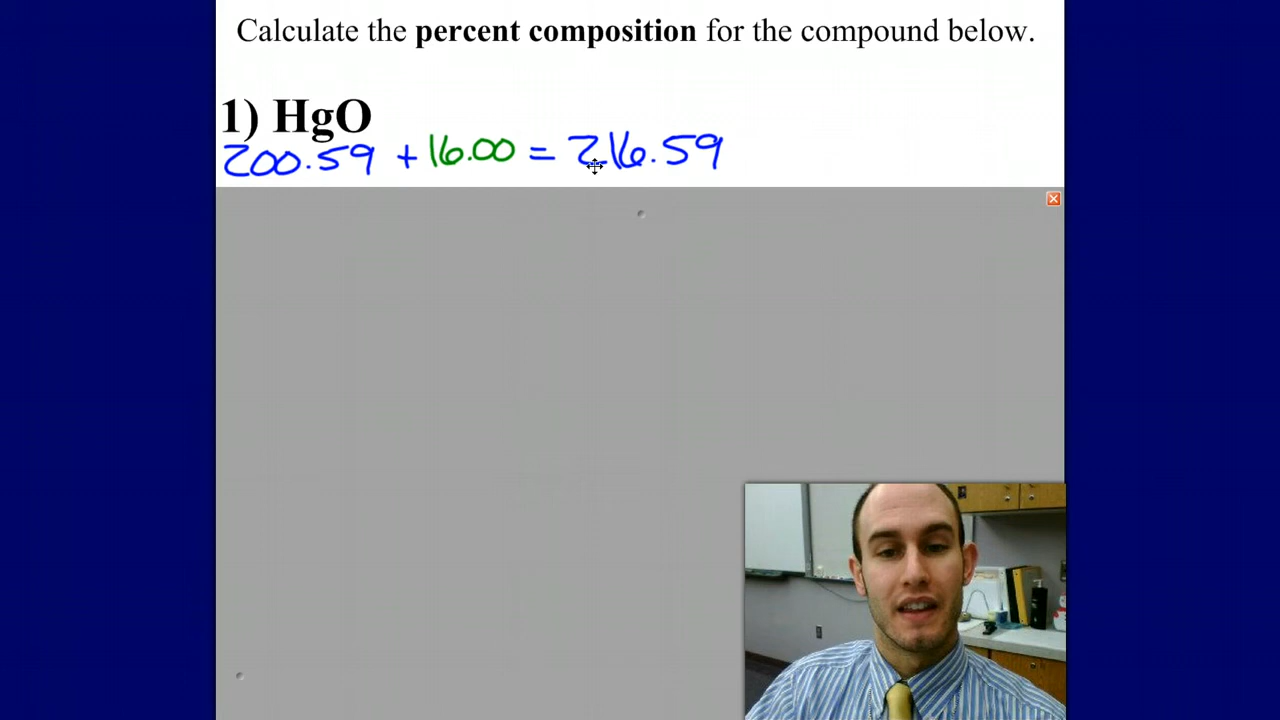 Calculate the percent composition for the compound below.
1) HgO
200.59 + 16.00 = 216.59